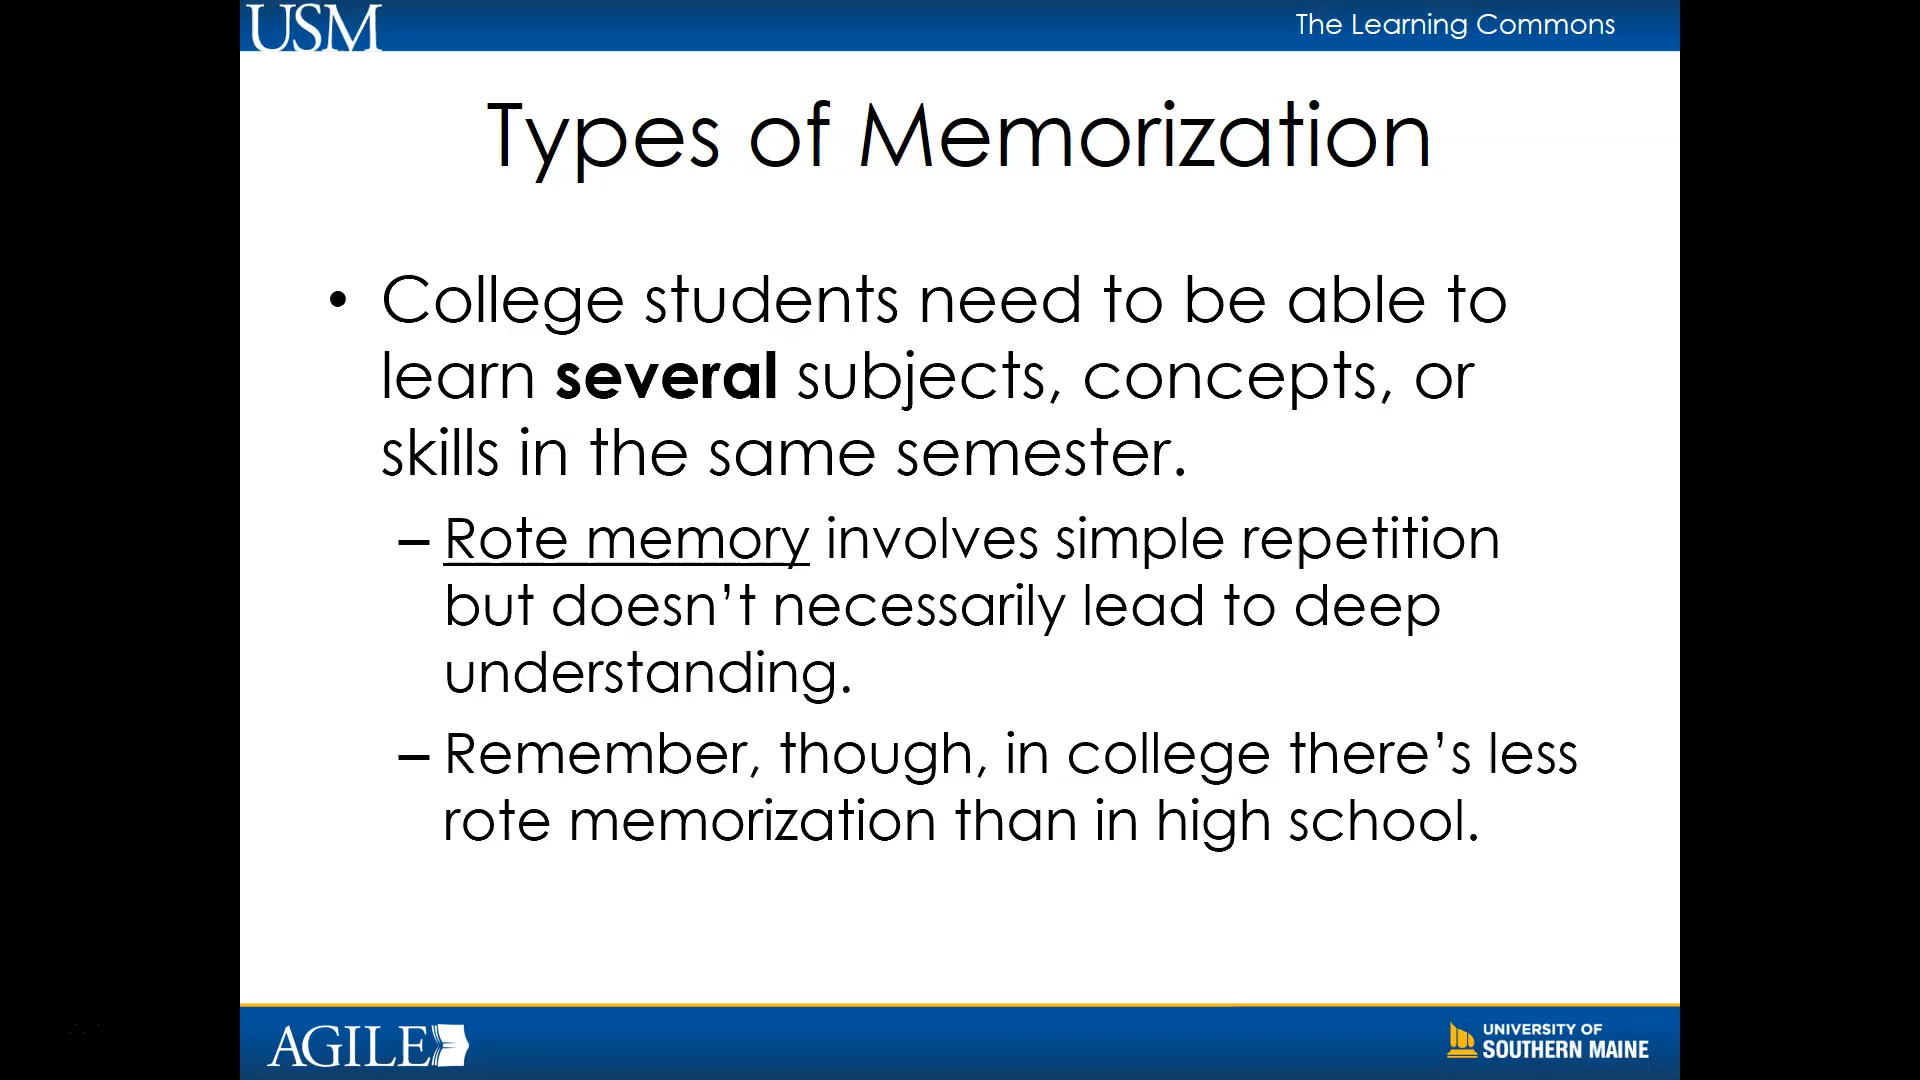 USM
The Learning Commons
Types of Memorization
• College students need to be able to
learn several subjects, concepts, or
skills in the same semester.
– Rote memory involves simple repetition
but doesn’t necessarily lead to deep
understanding.
– Remember, though, in college there’s less
rote memorization than in high school.
AGILE
UNIVERSITY OF
SOUTHERN MAINE